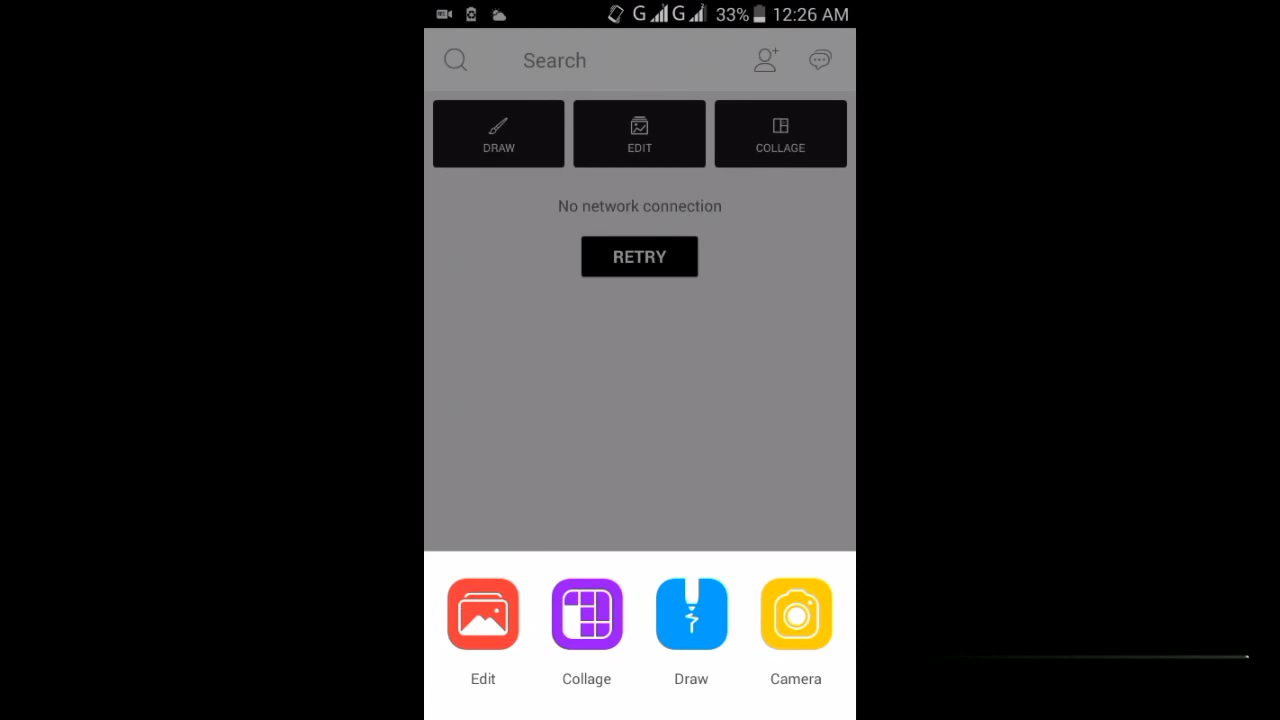 G G 33% 12:26 AM
Search
DRAW EDIT COLLAGE
No network connection
RETRY
Edit Collage Draw Camera